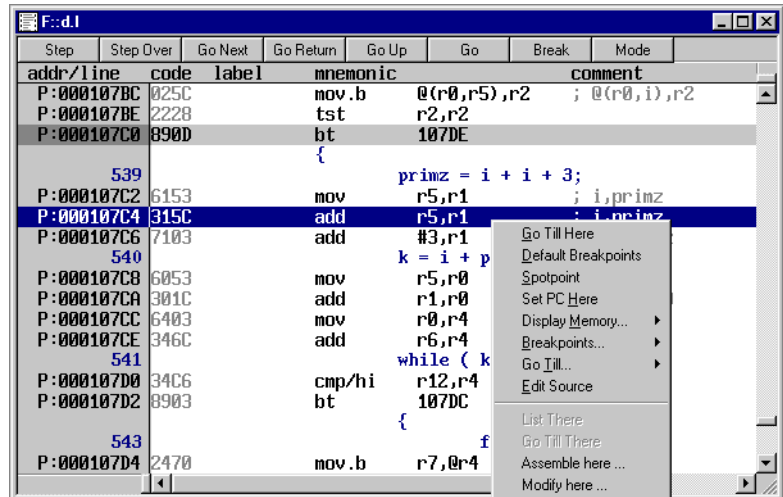 F::d.l
Step Step Over Go Next Go Return Go Up Go Break Mode
addr/line code label mnemonic comment
P:000107BC 025C mov.b @(r0,r5),r2 ; @(r0,i),r2
P:000107BE 2228 tst r2,r2
P:000107C0 890D bt 107DE
{
539 primz = i + i + 3;
P:000107C2 6153 mov r5,r1 ; i,primz
P:000107C4 315C add r5,r1 ; i,primz
P:000107C6 7103 add #3,r1
540 k = i + p
P:000107C8 6053 mov r5,r0
P:000107CA 301C add r1,r0
P:000107CC 6403 mov r0,r4
P:000107CE 346C add r6,r4
541 while ( k
P:000107D0 34C6 cmp/hi r12,r4
P:000107D2 8903 bt 107DC
{
543 f
P:000107D4 2470 mov.b r7,@r4
Go Till Here
Default Breakpoints
Spotpoint
Set PC Here
Display Memory...
Breakpoints...
Go Till...
Edit Source
List There
Go Till There
Assemble here ...
Modify here ...